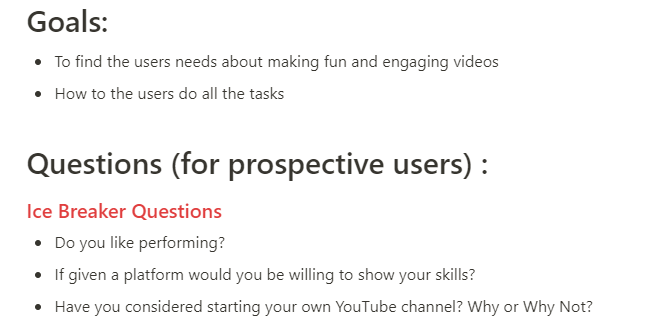 Goals:
• To find the users needs about making fun and engaging videos
• How to the users do all the tasks
Questions (for prospective users) :
Ice Breaker Questions
• Do you like performing?
• If given a platform would you be willing to show your skills?
• Have you considered starting your own YouTube channel? Why or Why Not?